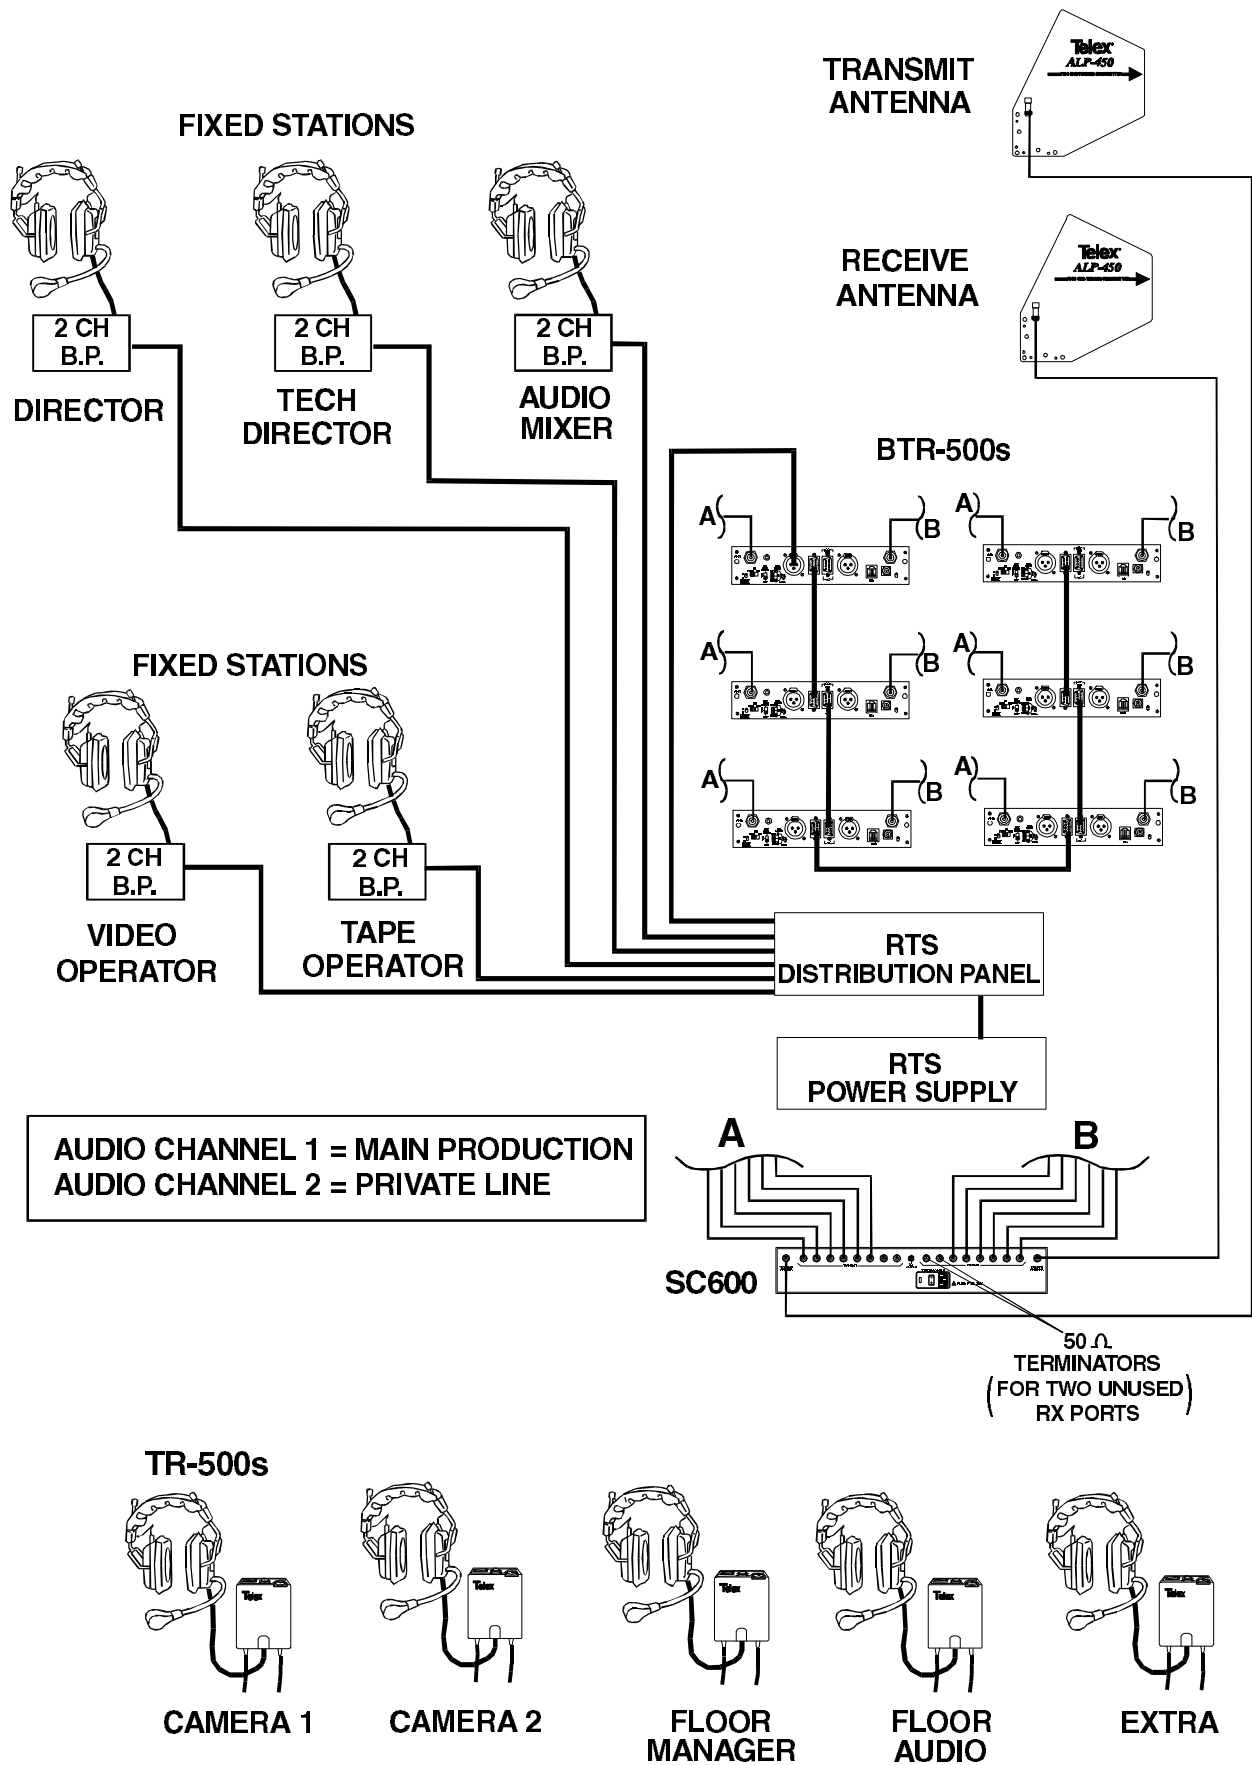 TRANSMIT
ANTENNA
Telex
ALP-450
FIXED STATIONS
RECEIVE
ANTENNA
Telex
ALP-450
2 CH
B.P.
DIRECTOR
2 CH
B.P.
TECH
DIRECTOR
2 CH
B.P.
AUDIO
MIXER
BTR-500s
A
B
A
B
A
B
A
B
A
B
A
B
FIXED STATIONS
2 CH
B.P.
VIDEO
OPERATOR
2 CH
B.P.
TAPE
OPERATOR
RTS
DISTRIBUTION PANEL
RTS
POWER SUPPLY
AUDIO CHANNEL 1 = MAIN PRODUCTION
AUDIO CHANNEL 2 = PRIVATE LINE
A
B
SC600
50 Ω
TERMINATORS
(FOR TWO UNUSED)
RX PORTS
TR-500s
Telex
Telex
Telex
Telex
Telex
CAMERA 1
CAMERA 2
FLOOR
MANAGER
FLOOR
AUDIO
EXTRA